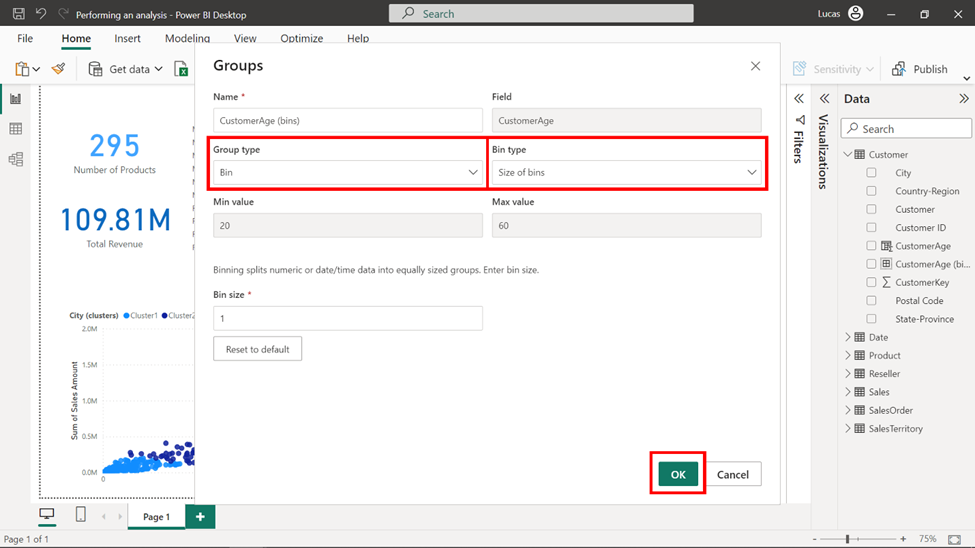 Performing an analysis - Power BI Desktop
Search
Lucas
File
Home
Insert
Modeling
View
Optimize
Help
Get data
Sensitivity
Publish
295
Number of Products
109.81M
Total Revenue
City (clusters) Cluster1 Cluster2
2.0M
1.5M
1.0M
0.5M
0.0M
0
Sum of Sales Amount
Groups
Name *
Field
CustomerAge (bins)
CustomerAge
Group type
Bin type
Bin
Size of bins
Min value
Max value
20
60
Binning splits numeric or date/time data into equally sized groups. Enter bin size.
Bin size *
1
Reset to default
OK
Cancel
Filters
Visualizations
Data
Search
Customer
City
Country-Region
Customer
Customer ID
CustomerAge
CustomerAge (bi...
CustomerKey
Postal Code
State-Province
Date
Product
Reseller
Sales
SalesOrder
SalesTerritory
Page 1
+
Page 1 of 1
- + 75%